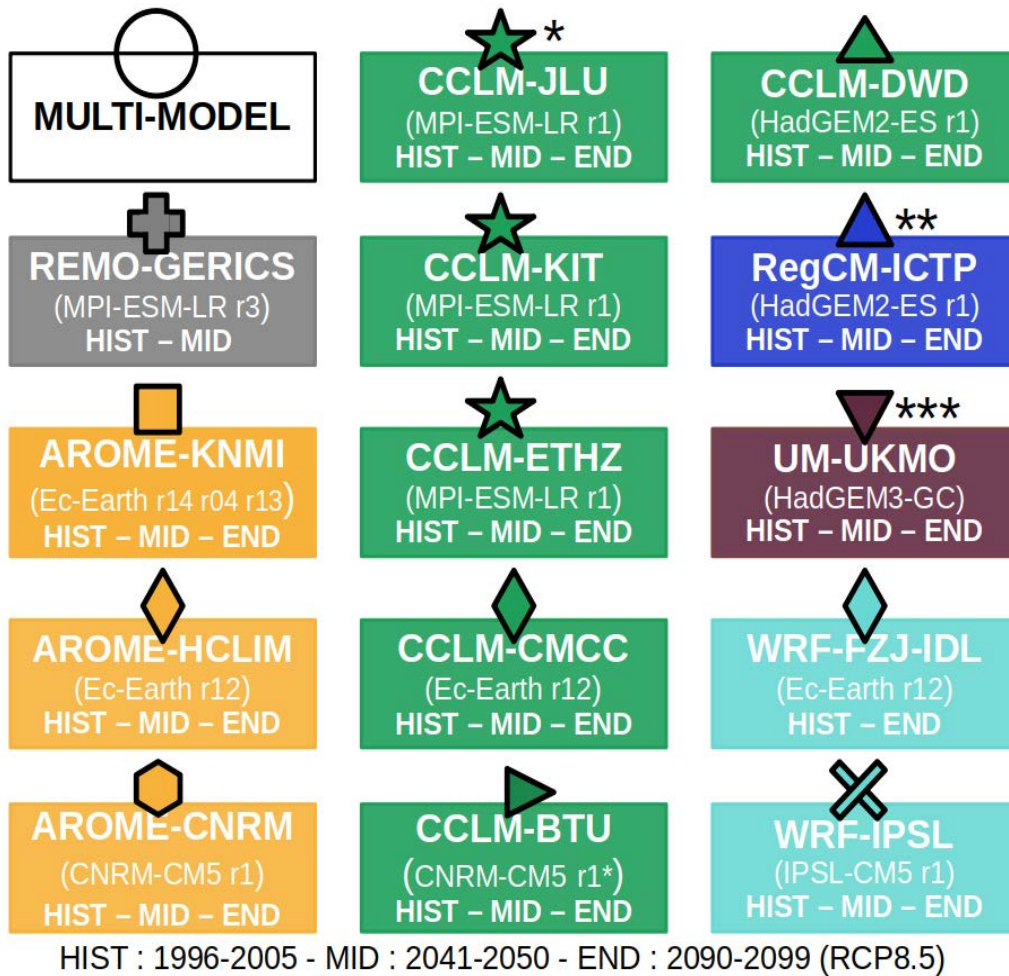 MULTI-MODEL
*
CCLM-JLU
(MPI-ESM-LR r1)
HIST – MID – END
CCLM-DWD
(HadGEM2-ES r1)
HIST – MID – END
REMO-GERICS
(MPI-ESM-LR r3)
HIST – MID
CCLM-KIT
(MPI-ESM-LR r1)
HIST – MID – END
**
RegCM-ICTP
(HadGEM2-ES r1)
HIST – MID – END
AROME-KNMI
(Ec-Earth r14 r04 r13)
HIST – MID – END
CCLM-ETHZ
(MPI-ESM-LR r1)
HIST – MID – END
***
UM-UKMO
(HadGEM3-GC)
HIST – MID – END
AROME-HCLIM
(Ec-Earth r12)
HIST – MID – END
CCLM-CMCC
(Ec-Earth r12)
HIST – MID – END
WRF-FZJ-IDL
(Ec-Earth r12)
HIST – END
AROME-CNRM
(CNRM-CM5 r1)
HIST – MID – END
CCLM-BTU
(CNRM-CM5 r1*)
HIST – MID – END
WRF-IPSL
(IPSL-CM5 r1)
HIST – MID – END
HIST : 1996-2005 - MID : 2041-2050 - END : 2090-2099 (RCP8.5)